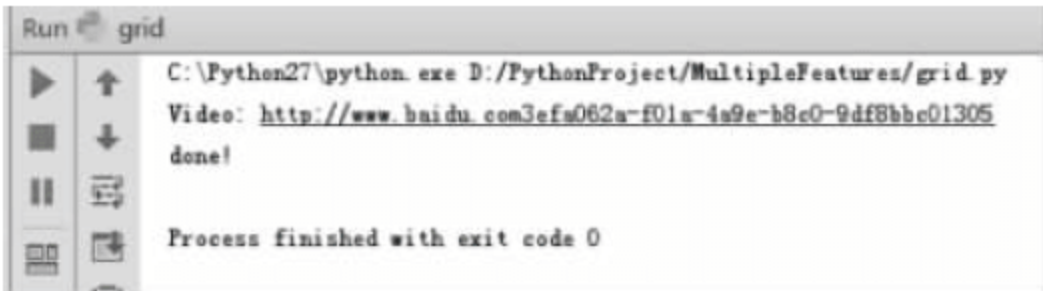 Run grid
C:\Python27\python.exe D:/PythonProject/MultipleFeatures/grid.py
Video: http://www.baidu.com3efa062a-f01a-4a9e-b8c0-9df8bbc01305
done!
Process finished with exit code 0